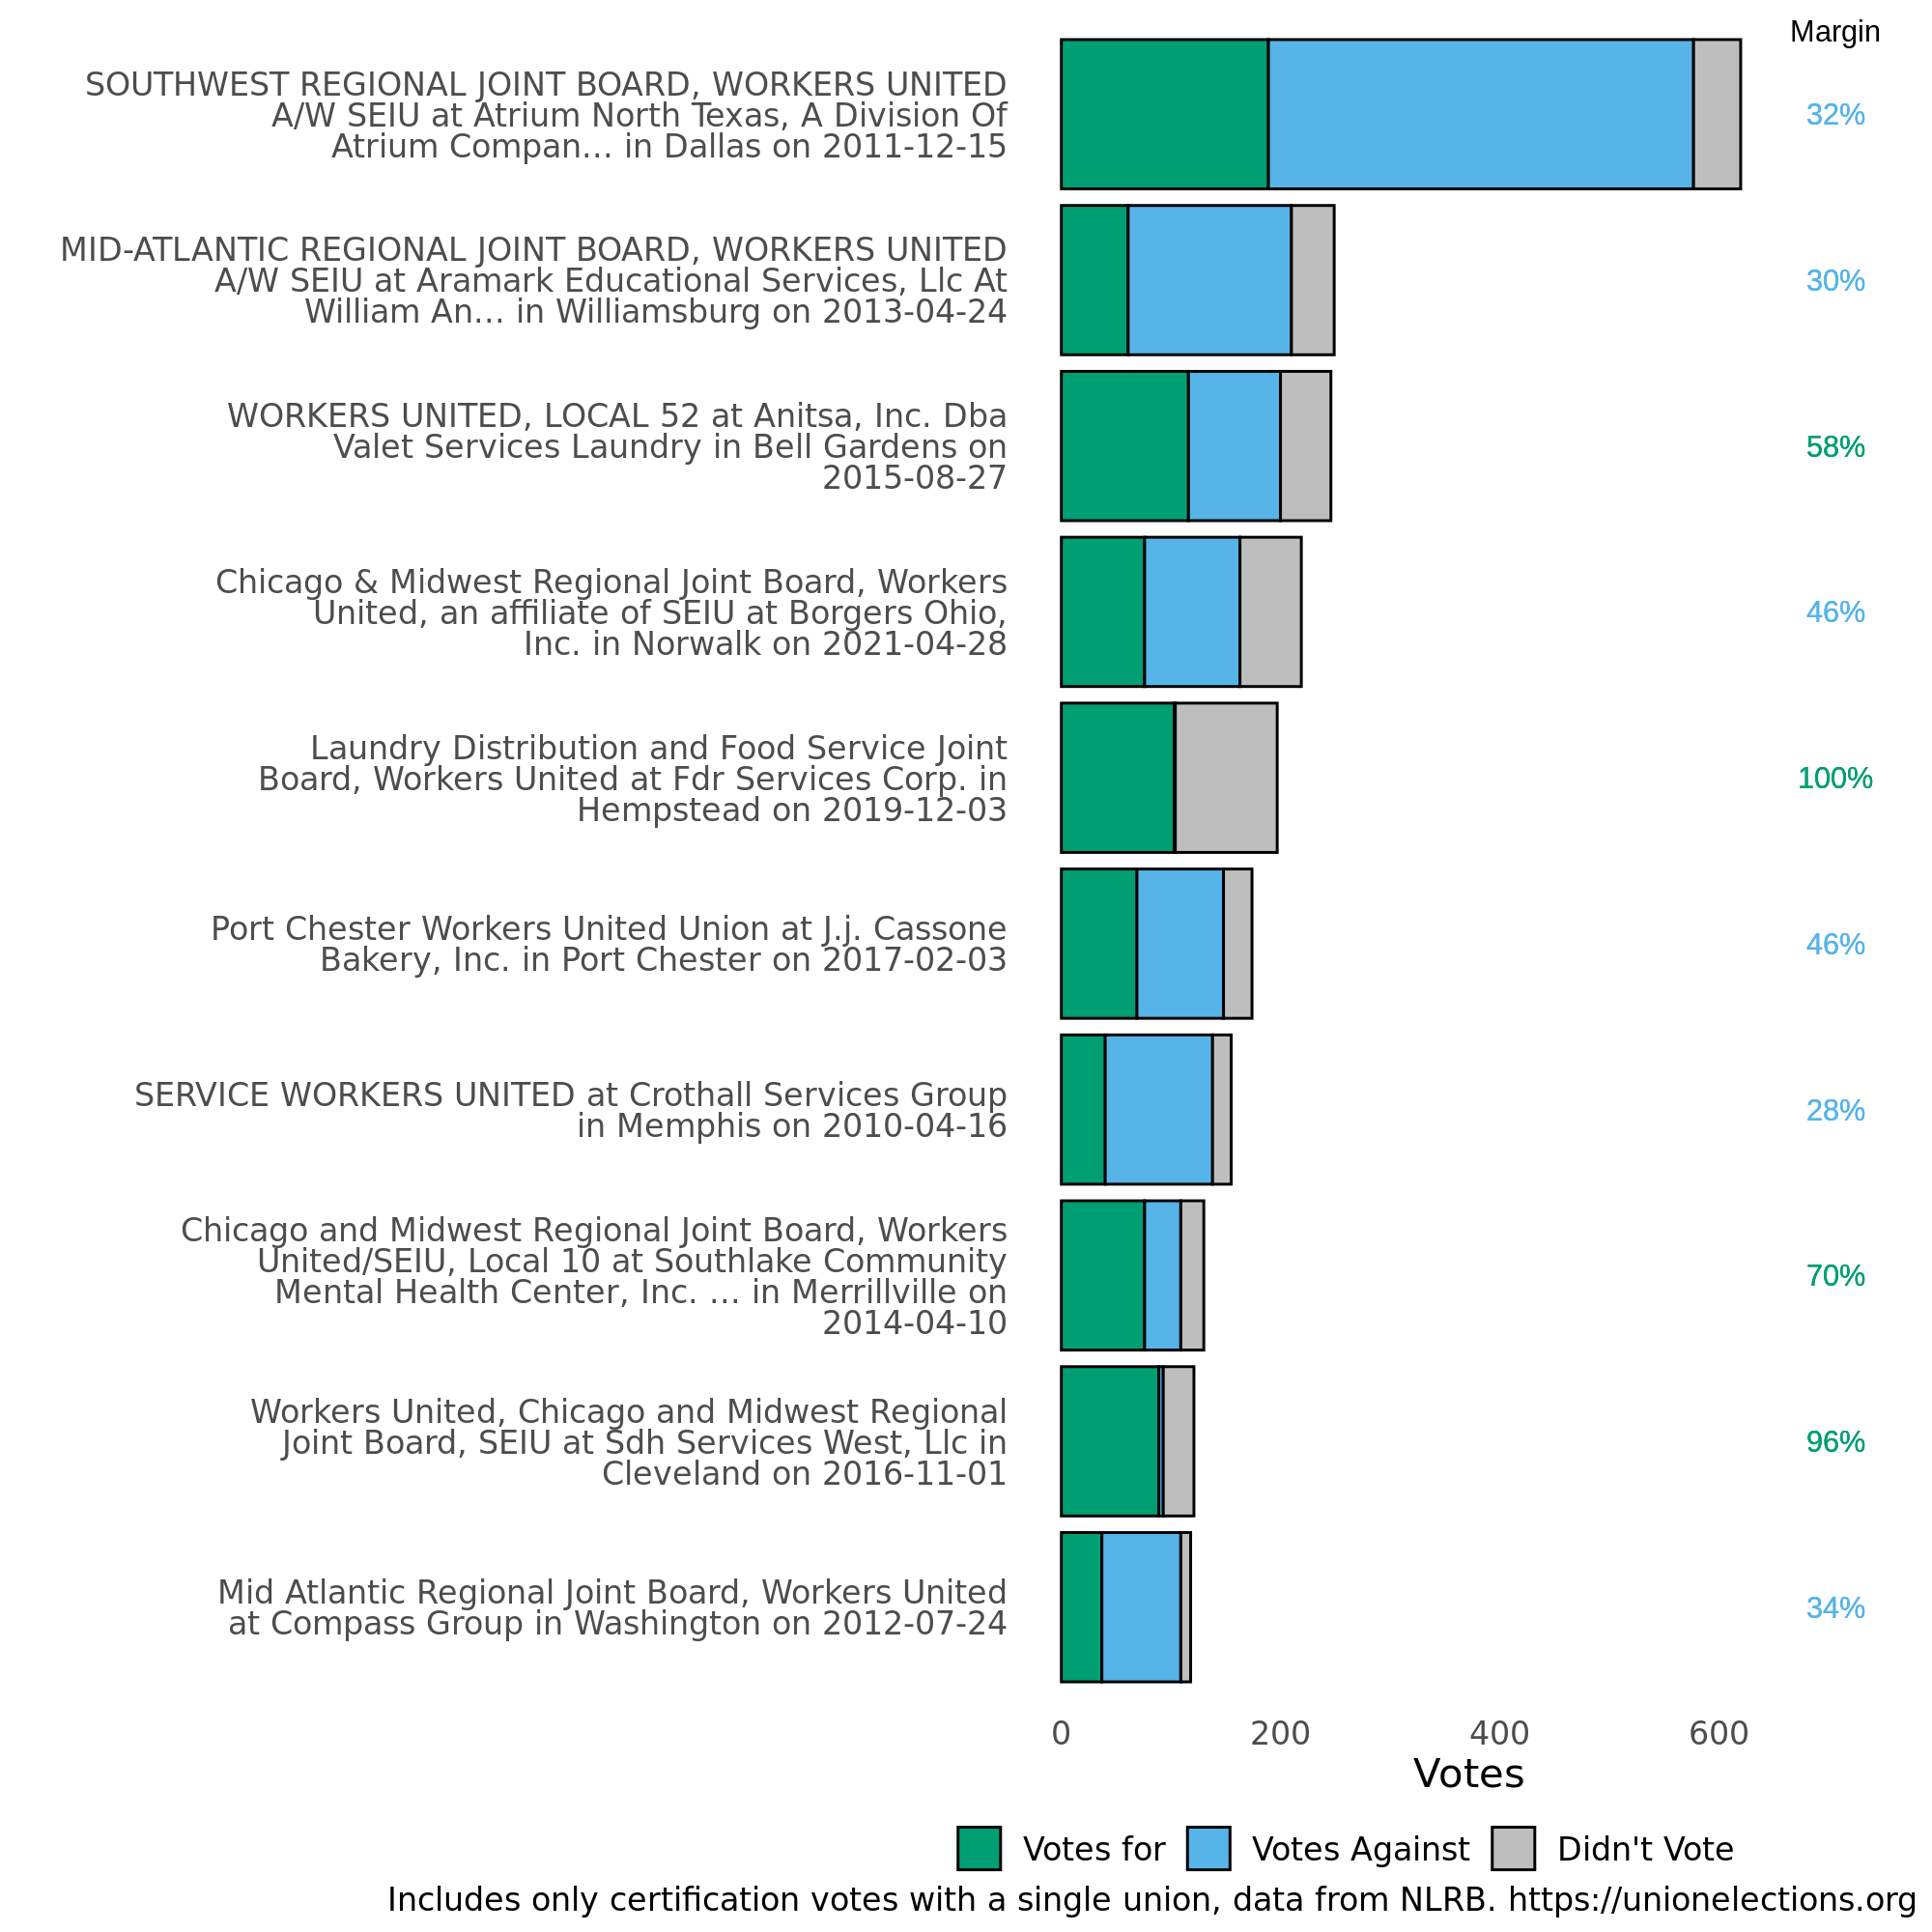 Margin
SOUTHWEST REGIONAL JOINT BOARD, WORKERS UNITED
A/W SEIU at Atrium North Texas, A Division Of
Atrium Compan... in Dallas on 2011-12-15
32%
MID-ATLANTIC REGIONAL JOINT BOARD, WORKERS UNITED
A/W SEIU at Aramark Educational Services, Llc At
William An... in Williamsburg on 2013-04-24
30%
WORKERS UNITED, LOCAL 52 at Anitsa, Inc. Dba
Valet Services Laundry in Bell Gardens on
2015-08-27
58%
Chicago & Midwest Regional Joint Board, Workers
United, an affiliate of SEIU at Borgers Ohio,
Inc. in Norwalk on 2021-04-28
46%
Laundry Distribution and Food Service Joint
Board, Workers United at Fdr Services Corp. in
Hempstead on 2019-12-03
100%
Port Chester Workers United Union at J.j. Cassone
Bakery, Inc. in Port Chester on 2017-02-03
46%
SERVICE WORKERS UNITED at Crothall Services Group
in Memphis on 2010-04-16
28%
Chicago and Midwest Regional Joint Board, Workers
United/SEIU, Local 10 at Southlake Community
Mental Health Center, Inc. ... in Merrillville on
2014-04-10
70%
Workers United, Chicago and Midwest Regional
Joint Board, SEIU at Sdh Services West, Llc in
Cleveland on 2016-11-01
96%
Mid Atlantic Regional Joint Board, Workers United
at Compass Group in Washington on 2012-07-24
34%
0 200 400 600
Votes
Votes for Votes Against Didn't Vote
Includes only certification votes with a single union, data from NLRB. https://unionelections.org